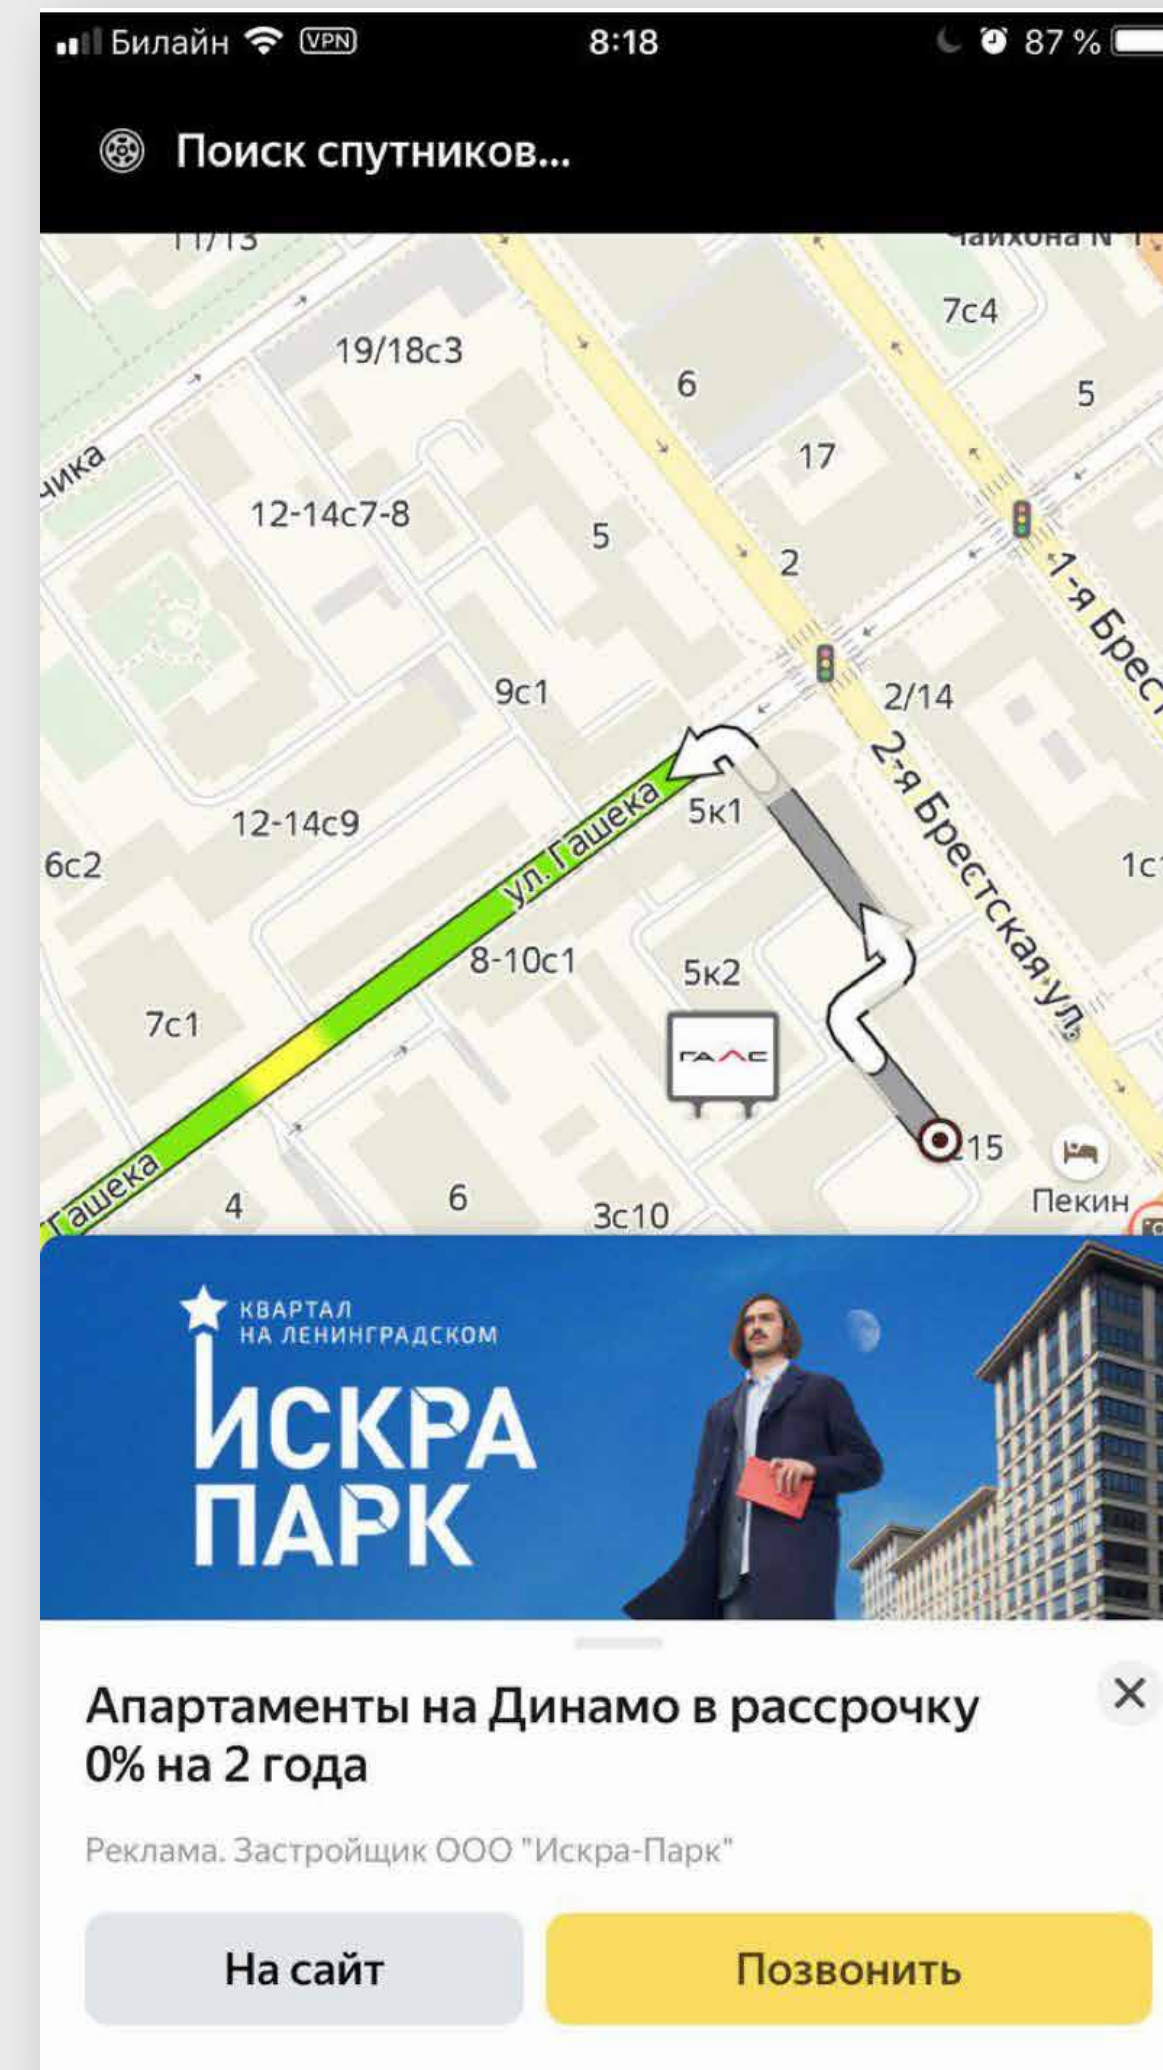 Билайн VPN 8:18 87 %
Поиск спутников...
11/13
7с4
19/18с3
6
5
17
чика
12-14с7-8
5
2
1-я Брест
9с1
2/14
2-я Брестская ул.
5к1
12-14с9
6с2
ул. Гашека
8-10с1
5к2
7с1
ГАЛС
15
Гашека
4
6
3с10
Пекин
КВАРТАЛ
НА ЛЕНИНГРАДСКОМ
ИСКРА
ПАРК
Апартаменты на Динамо в рассрочку
0% на 2 года
Реклама. Застройщик ООО "Искра-Парк"
На сайт
Позвонить